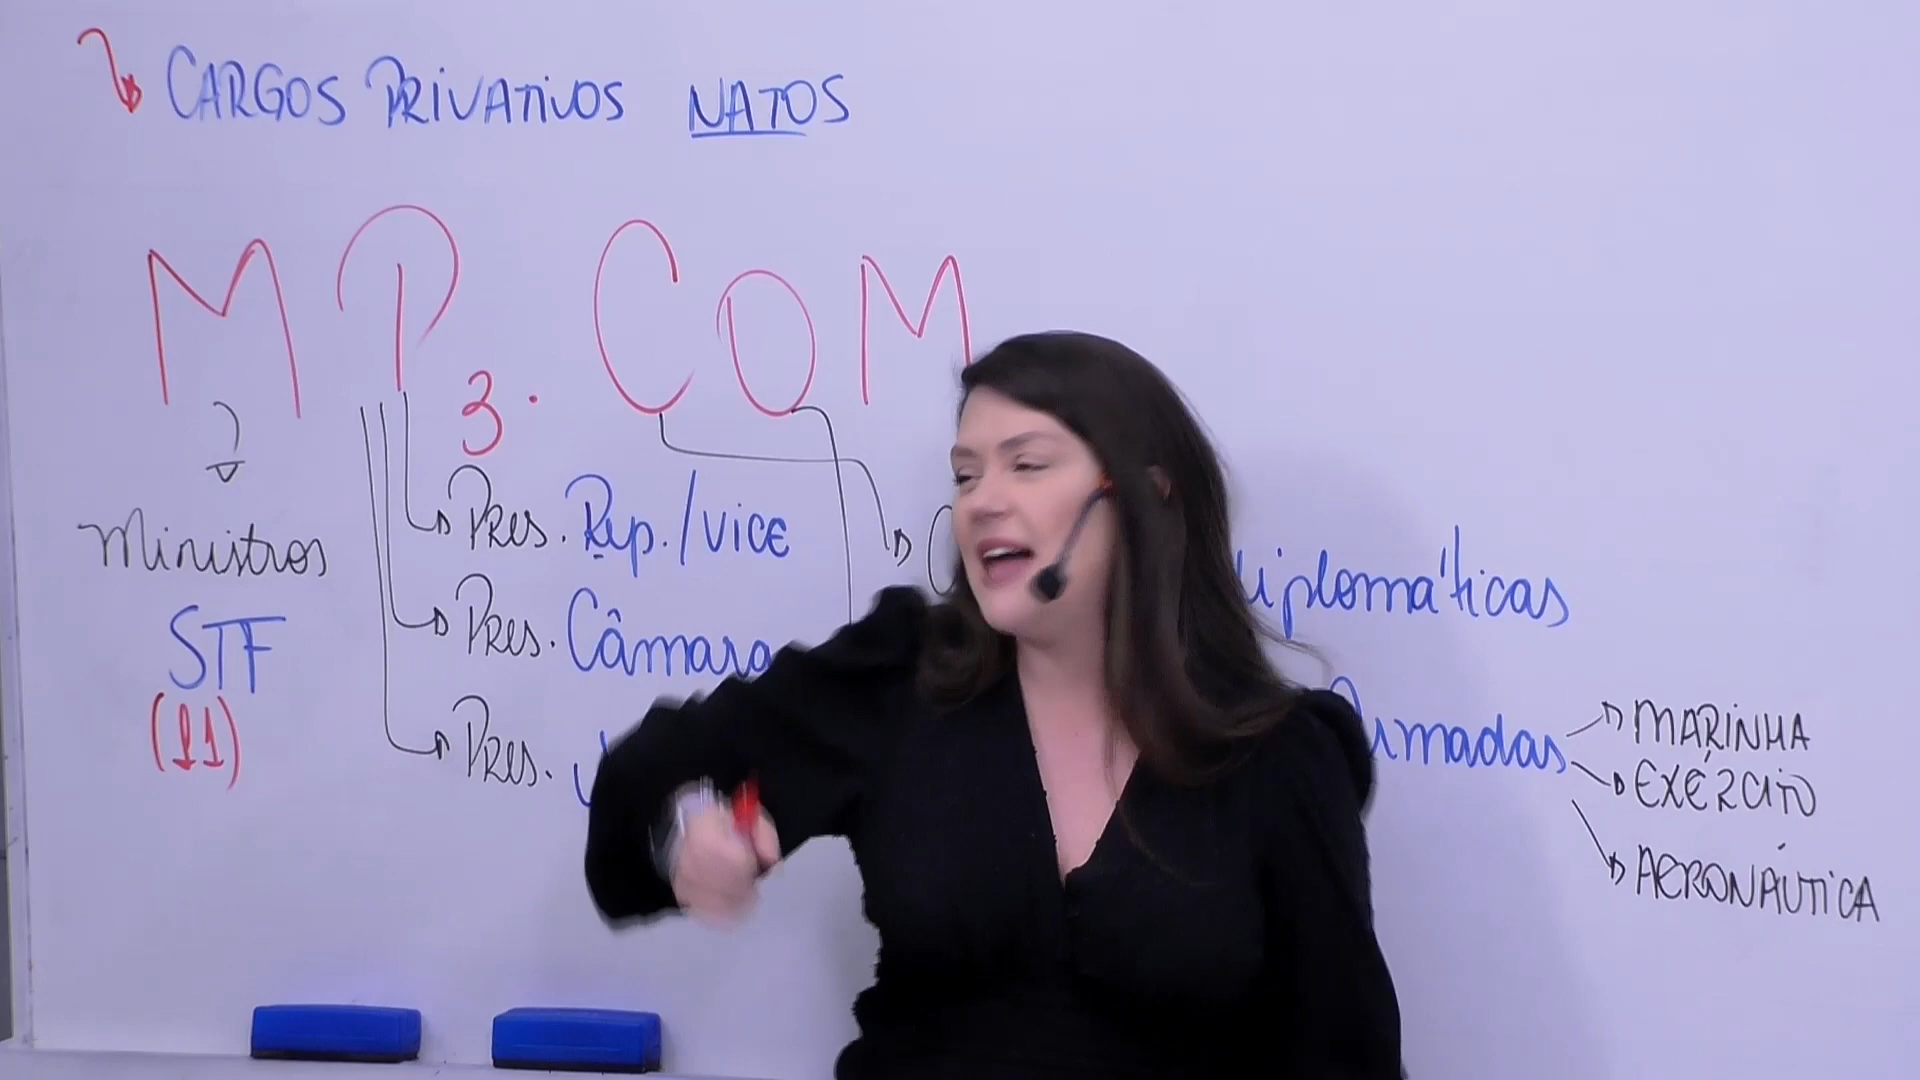 CARGOS PRIVATIVOS NATOS
MP3.COM
Ministros
STF
(11)
Pres. Rep./vice
Pres. Câmara
Pres.
diplomáticas
Armadas
MARINHA
EXÉRCITO
AERONÁUTICA